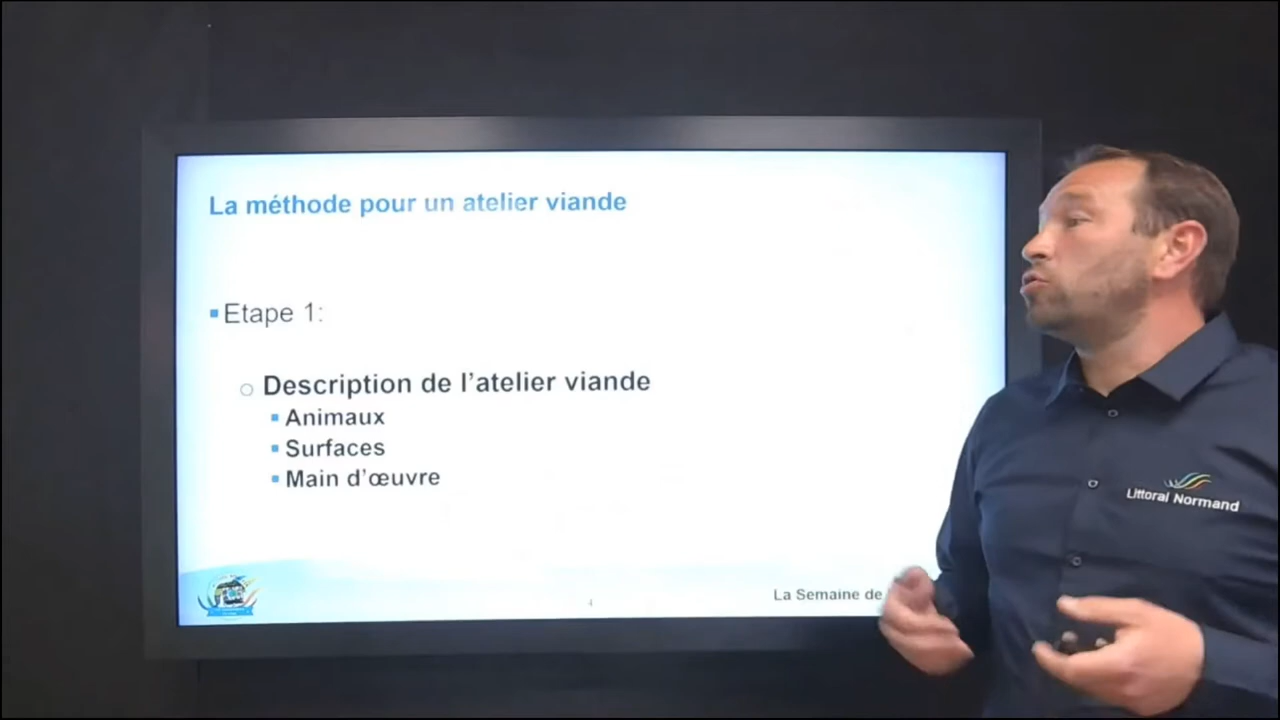 La méthode pour un atelier viande
Etape 1:
Description de l'atelier viande
Animaux
Surfaces
Main d'œuvre
4
La Semaine de
Littoral Normand